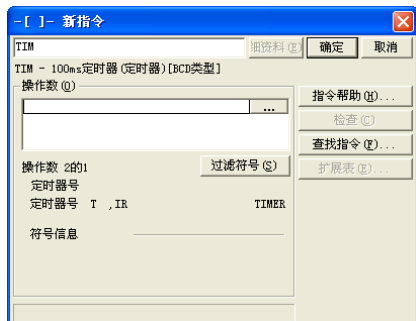 -[ ]- 新指令
TIM 细资料(E) 确定 取消
TIM - 100ms定时器(定时器)[BCD类型]
操作数(O)
... 指令帮助(H)...
检查(C)
查找指令(F)...
操作数 2的1 过滤符号(S) 扩展表(E)...
定时器号
定时器号 T ,IR TIMER
符号信息